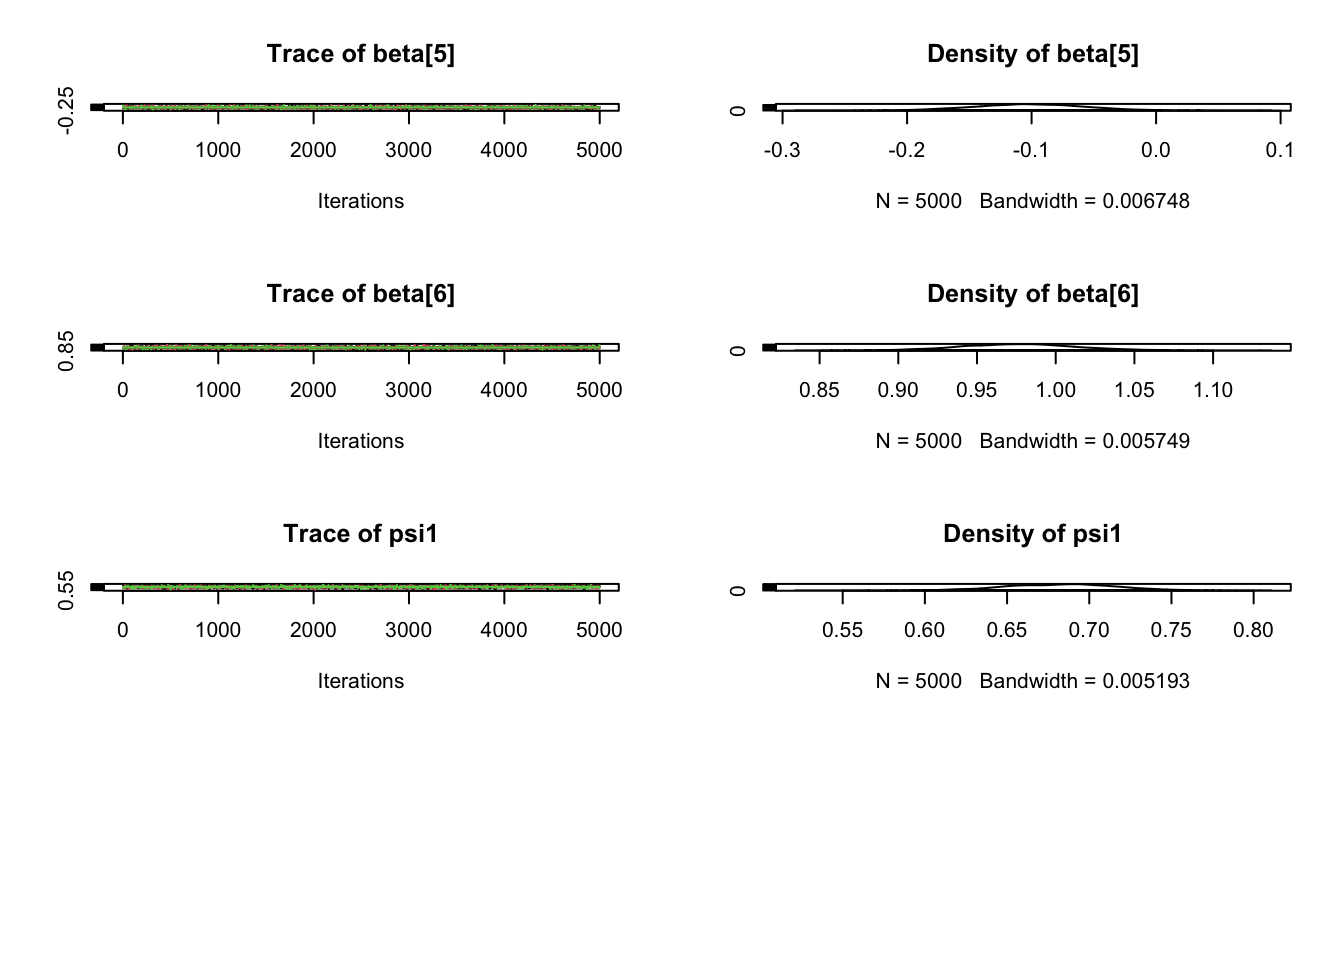 Trace of beta[5]
-0.25
0 1000 2000 3000 4000 5000
Iterations
Density of beta[5]
0
-0.3 -0.2 -0.1 0.0 0.1
N = 5000 Bandwidth = 0.006748
Trace of beta[6]
0.85
0 1000 2000 3000 4000 5000
Iterations
Density of beta[6]
0
0.85 0.90 0.95 1.00 1.05 1.10
N = 5000 Bandwidth = 0.005749
Trace of psi1
0.55
0 1000 2000 3000 4000 5000
Iterations
Density of psi1
0
0.55 0.60 0.65 0.70 0.75 0.80
N = 5000 Bandwidth = 0.005193